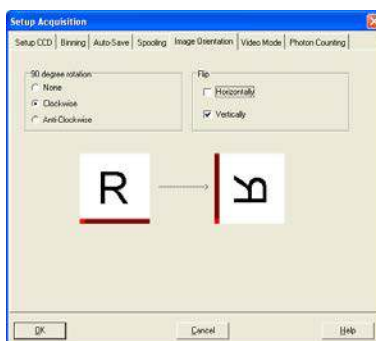 Setup Acquisition
Setup CCD Binning Auto-Save Spooling Image Orientation Video Mode Photon Counting
90 degree rotation
None
Clockwise
Anti-Clockwise
Flip
Horizontally
Vertically
R R
OK Cancel Help